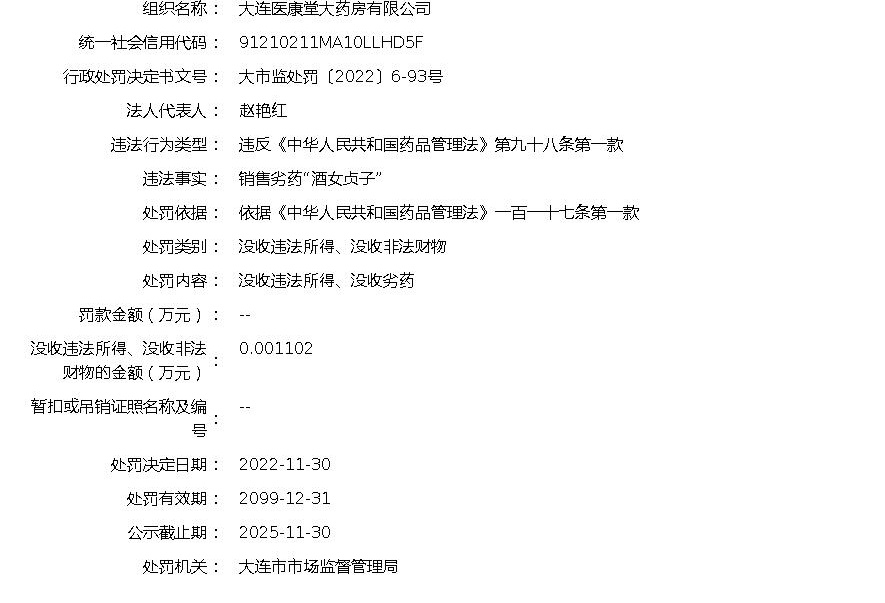 组织名称： 大连医康堂大药房有限公司
统一社会信用代码： 91210211MA10LLHD5F
行政处罚决定书文号： 大市监处罚〔2022〕6-93号
法人代表人： 赵艳红
违法行为类型： 违反《中华人民共和国药品管理法》第九十八条第一款
违法事实： 销售劣药“酒女贞子”
处罚依据： 依据《中华人民共和国药品管理法》一百一十七条第一款
处罚类别： 没收违法所得、没收非法财物
处罚内容： 没收违法所得、没收劣药
罚款金额（万元）： --
没收违法所得、没收非法
财物的金额（万元）： 0.001102
暂扣或吊销证照名称及编
号： --
处罚决定日期： 2022-11-30
处罚有效期： 2099-12-31
公示截止期： 2025-11-30
处罚机关： 大连市市场监督管理局